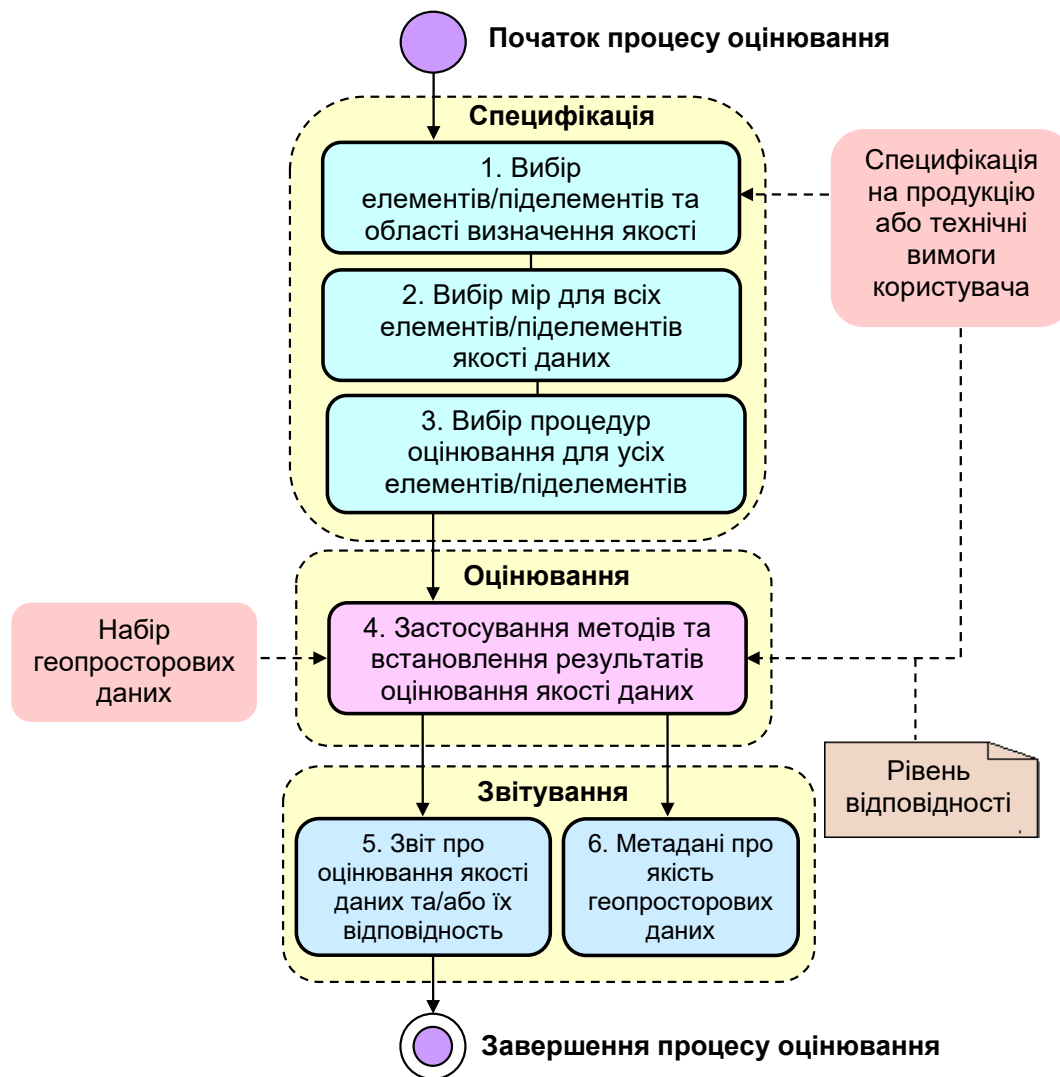 Початок процесу оцінювання
Специфікація
1. Вибір
елементів/піделементів та
області визначення якості
Специфікація
на продукцію
або технічні
вимоги
користувача
2. Вибір мір для всіх
елементів/піделементів
якості даних
3. Вибір процедур
оцінювання для усіх
елементів/піделементів
Оцінювання
Набір
геопросторових
даних
4. Застосування методів та
встановлення результатів
оцінювання якості даних
Рівень
відповідності
Звітування
5. Звіт про
оцінювання якості
даних та/або їх
відповідність
6. Метадані про
якість
геопросторових
даних
Завершення процесу оцінювання